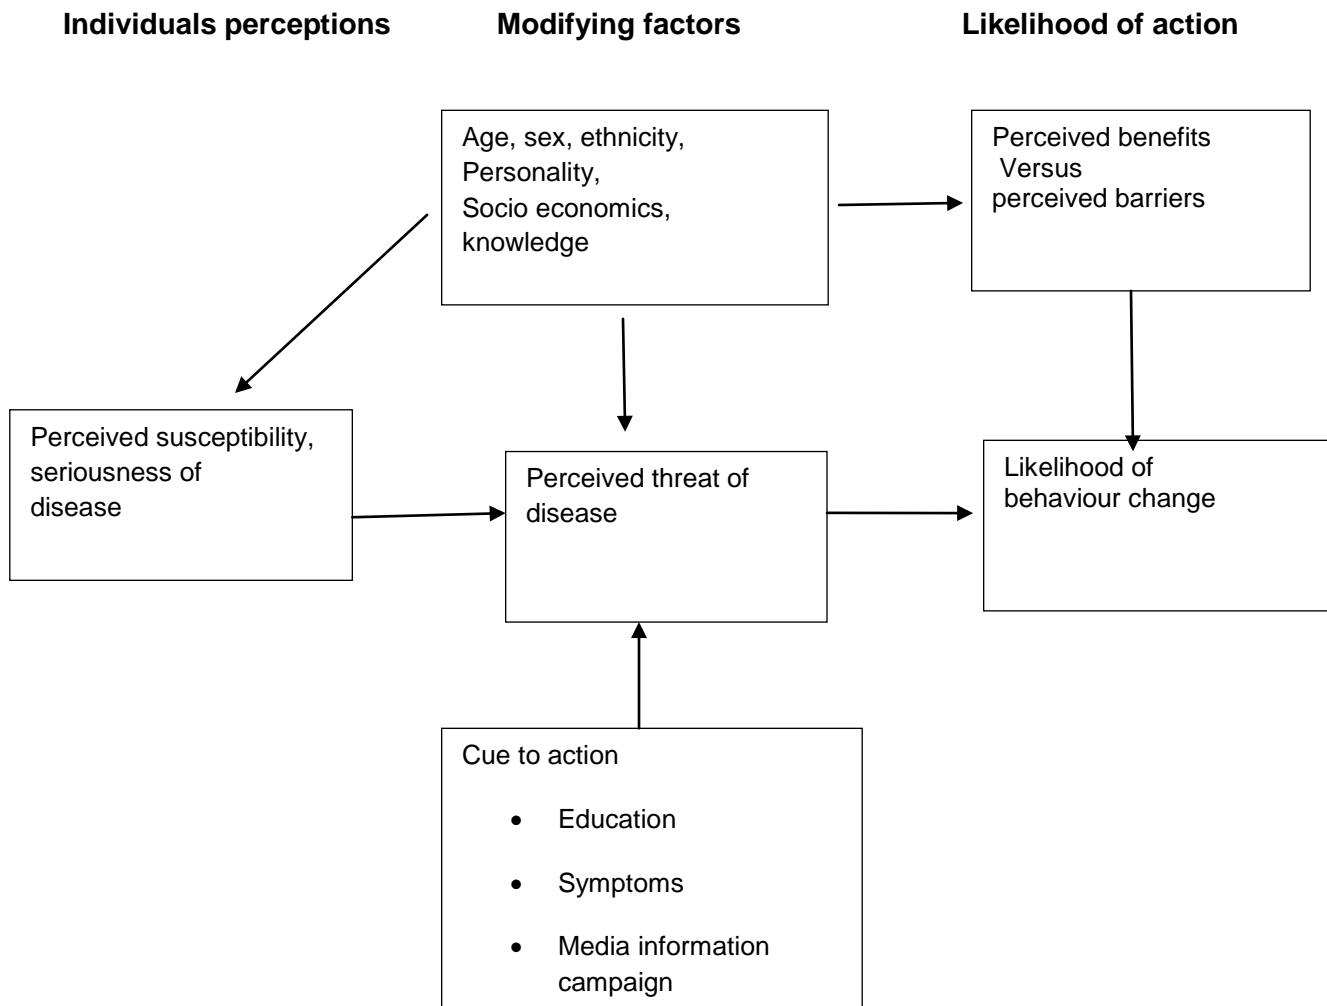 Individuals perceptions
Modifying factors
Likelihood of action
Age, sex, ethnicity,
Personality,
Socio economics,
knowledge
Perceived benefits
Versus
perceived barriers
Perceived susceptibility,
seriousness of
disease
Perceived threat of
disease
Likelihood of
behaviour change
Cue to action
• Education
• Symptoms
• Media information
campaign